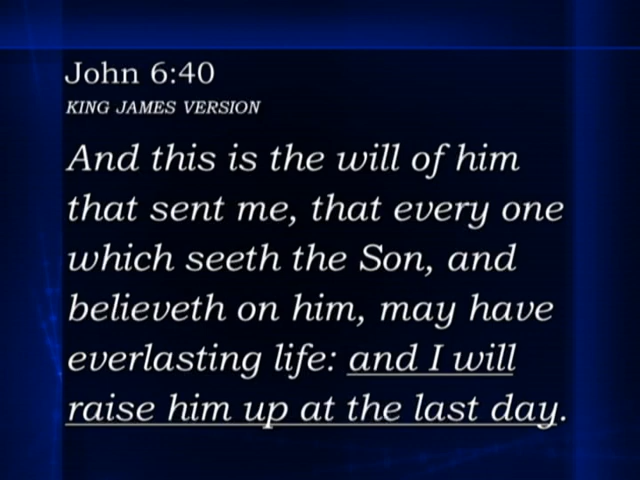 John 6:40
KING JAMES VERSION
And this is the will of him
that sent me, that every one
which seeth the Son, and
believeth on him, may have
everlasting life: and I will
raise him up at the last day.